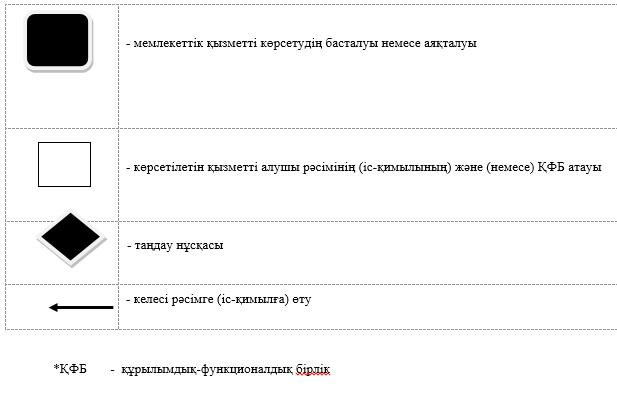 - мемлекеттік қызметті көрсетудің басталуы немесе аяқталуы
- көрсетілетін қызметті алушы рәсімінің (іс-қимылының) және (немесе) ҚФБ атауы
- таңдау нұсқасы
- келесі рәсімге (іс-қимылға) өту
*ҚФБ - құрылымдық-функционалдық бірлік